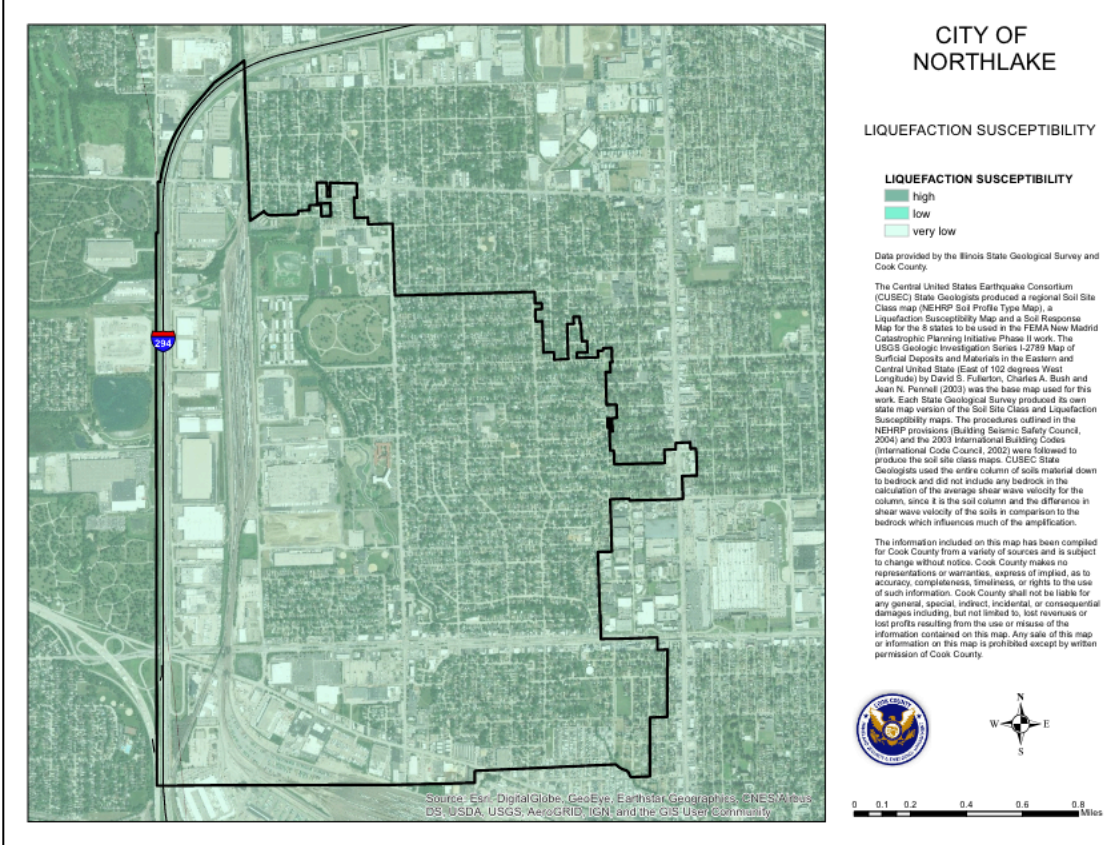 CITY OF
NORTHLAKE
LIQUEFACTION SUSCEPTIBILITY
LIQUEFACTION SUSCEPTIBILITY
high
low
very low
Data provided by the Illinois State Geological Survey and
Cook County.
The Central United States Earthquake Consortium
(CUSEC) State Geologists produced a regional Soil Site
Class map (NEHRP Soil Profile Type Map), a
Liquefaction Susceptibility Map and a Soil Response
Map for the 8 states to be used in the FEMA New Madrid
Catastrophic Planning Initiative Phase II work. The
USGS Geologic Investigation Series I-2789 Map of
Surficial Deposits and Materials in the Eastern and
Central United State (East of 102 degrees West
Longitude) by David S. Fullerton, Charles A. Bush and
Jean N. Pennell (2003) was the base map used for this
work. Each State Geological Survey produced its own
state map version of the Soil Site Class and Liquefaction
Susceptibility maps. The procedures outlined in the
NEHRP provisions (Building Seismic Safety Council,
2004) and the 2003 International Building Codes
(International Code Council, 2002) were followed to
produce the soil site class maps. CUSEC State
Geologists used the entire column of soils material down
to bedrock and did not include any bedrock in the
calculation of the average shear wave velocity for the
column, since it is the soil column and the difference in
shear wave velocity of the soils in comparison to the
bedrock which influences much of the amplification.
The information included on this map has been compiled
for Cook County from a variety of sources and is subject
to change without notice. Cook County makes no
representations or warranties, express of implied, as to
accuracy, completeness, timeliness, or rights to the use
of such information. Cook County shall not be liable for
any general, special, indirect, incidental, or consequential
damages including, but not limited to, lost revenues or
lost profits resulting from the use or misuse of the
information contained on this map. Any sale of this map
or information on this map is prohibited except by written
permission of Cook County.
294
COOK COUNTY
N
W E
S
Source: Esri, DigitalGlobe, GeoEye, Earthstar Geographics, CNES/Airbus
DS, USDA, USGS, AeroGRID, IGN, and the GIS User Community
0 0.1 0.2 0.4 0.6 0.8
Miles